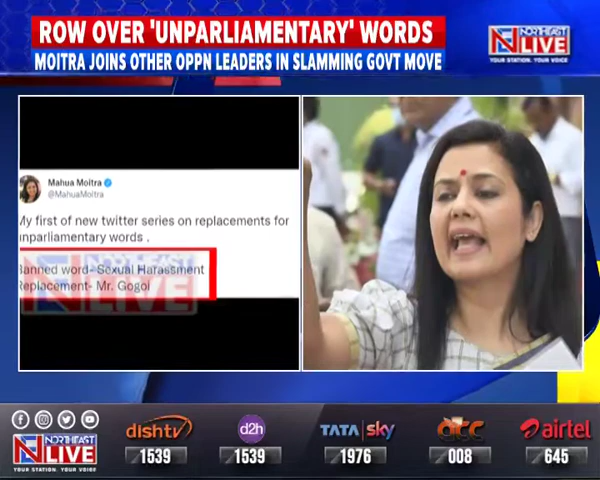 ROW OVER 'UNPARLIAMENTARY' WORDS
MOITRA JOINS OTHER OPPN LEADERS IN SLAMMING GOVT MOVE
NORTHEAST
LIVE
YOUR STATION. YOUR VOICE
Mahua Moitra
@MahuaMoitra
My first of new twitter series on replacements for
unparliamentary words .
Banned word- Sexual Harassment
Replacement- Mr. Gogoi
NORTHEAST
LIVE
NORTHEAST
LIVE
YOUR STATION. YOUR VOICE
dishtv
1539
d2h
1539
TATA sky
1976
008
airtel
645